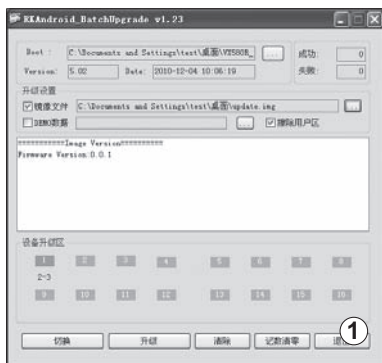 RKAndroid_BatchUpgrade v1.23
Boot : C:\Documents and Settings\test\桌面\VX580R_ ... 成功: 0
Version: 5.02 Date: 2010-12-04 10:06:19 失败: 0
升级设置
镜像文件 C:\Documents and Settings\test\桌面\update.img ...
DEMO数据 ... 擦除用户区
==========Image Version==========
Firmware Version:0.0.1
设备升级区
1 2 3 4 5 6 7 8
2-3
9 10 11 12 13 14 15 16
切换 升级 清除 记数清零
1